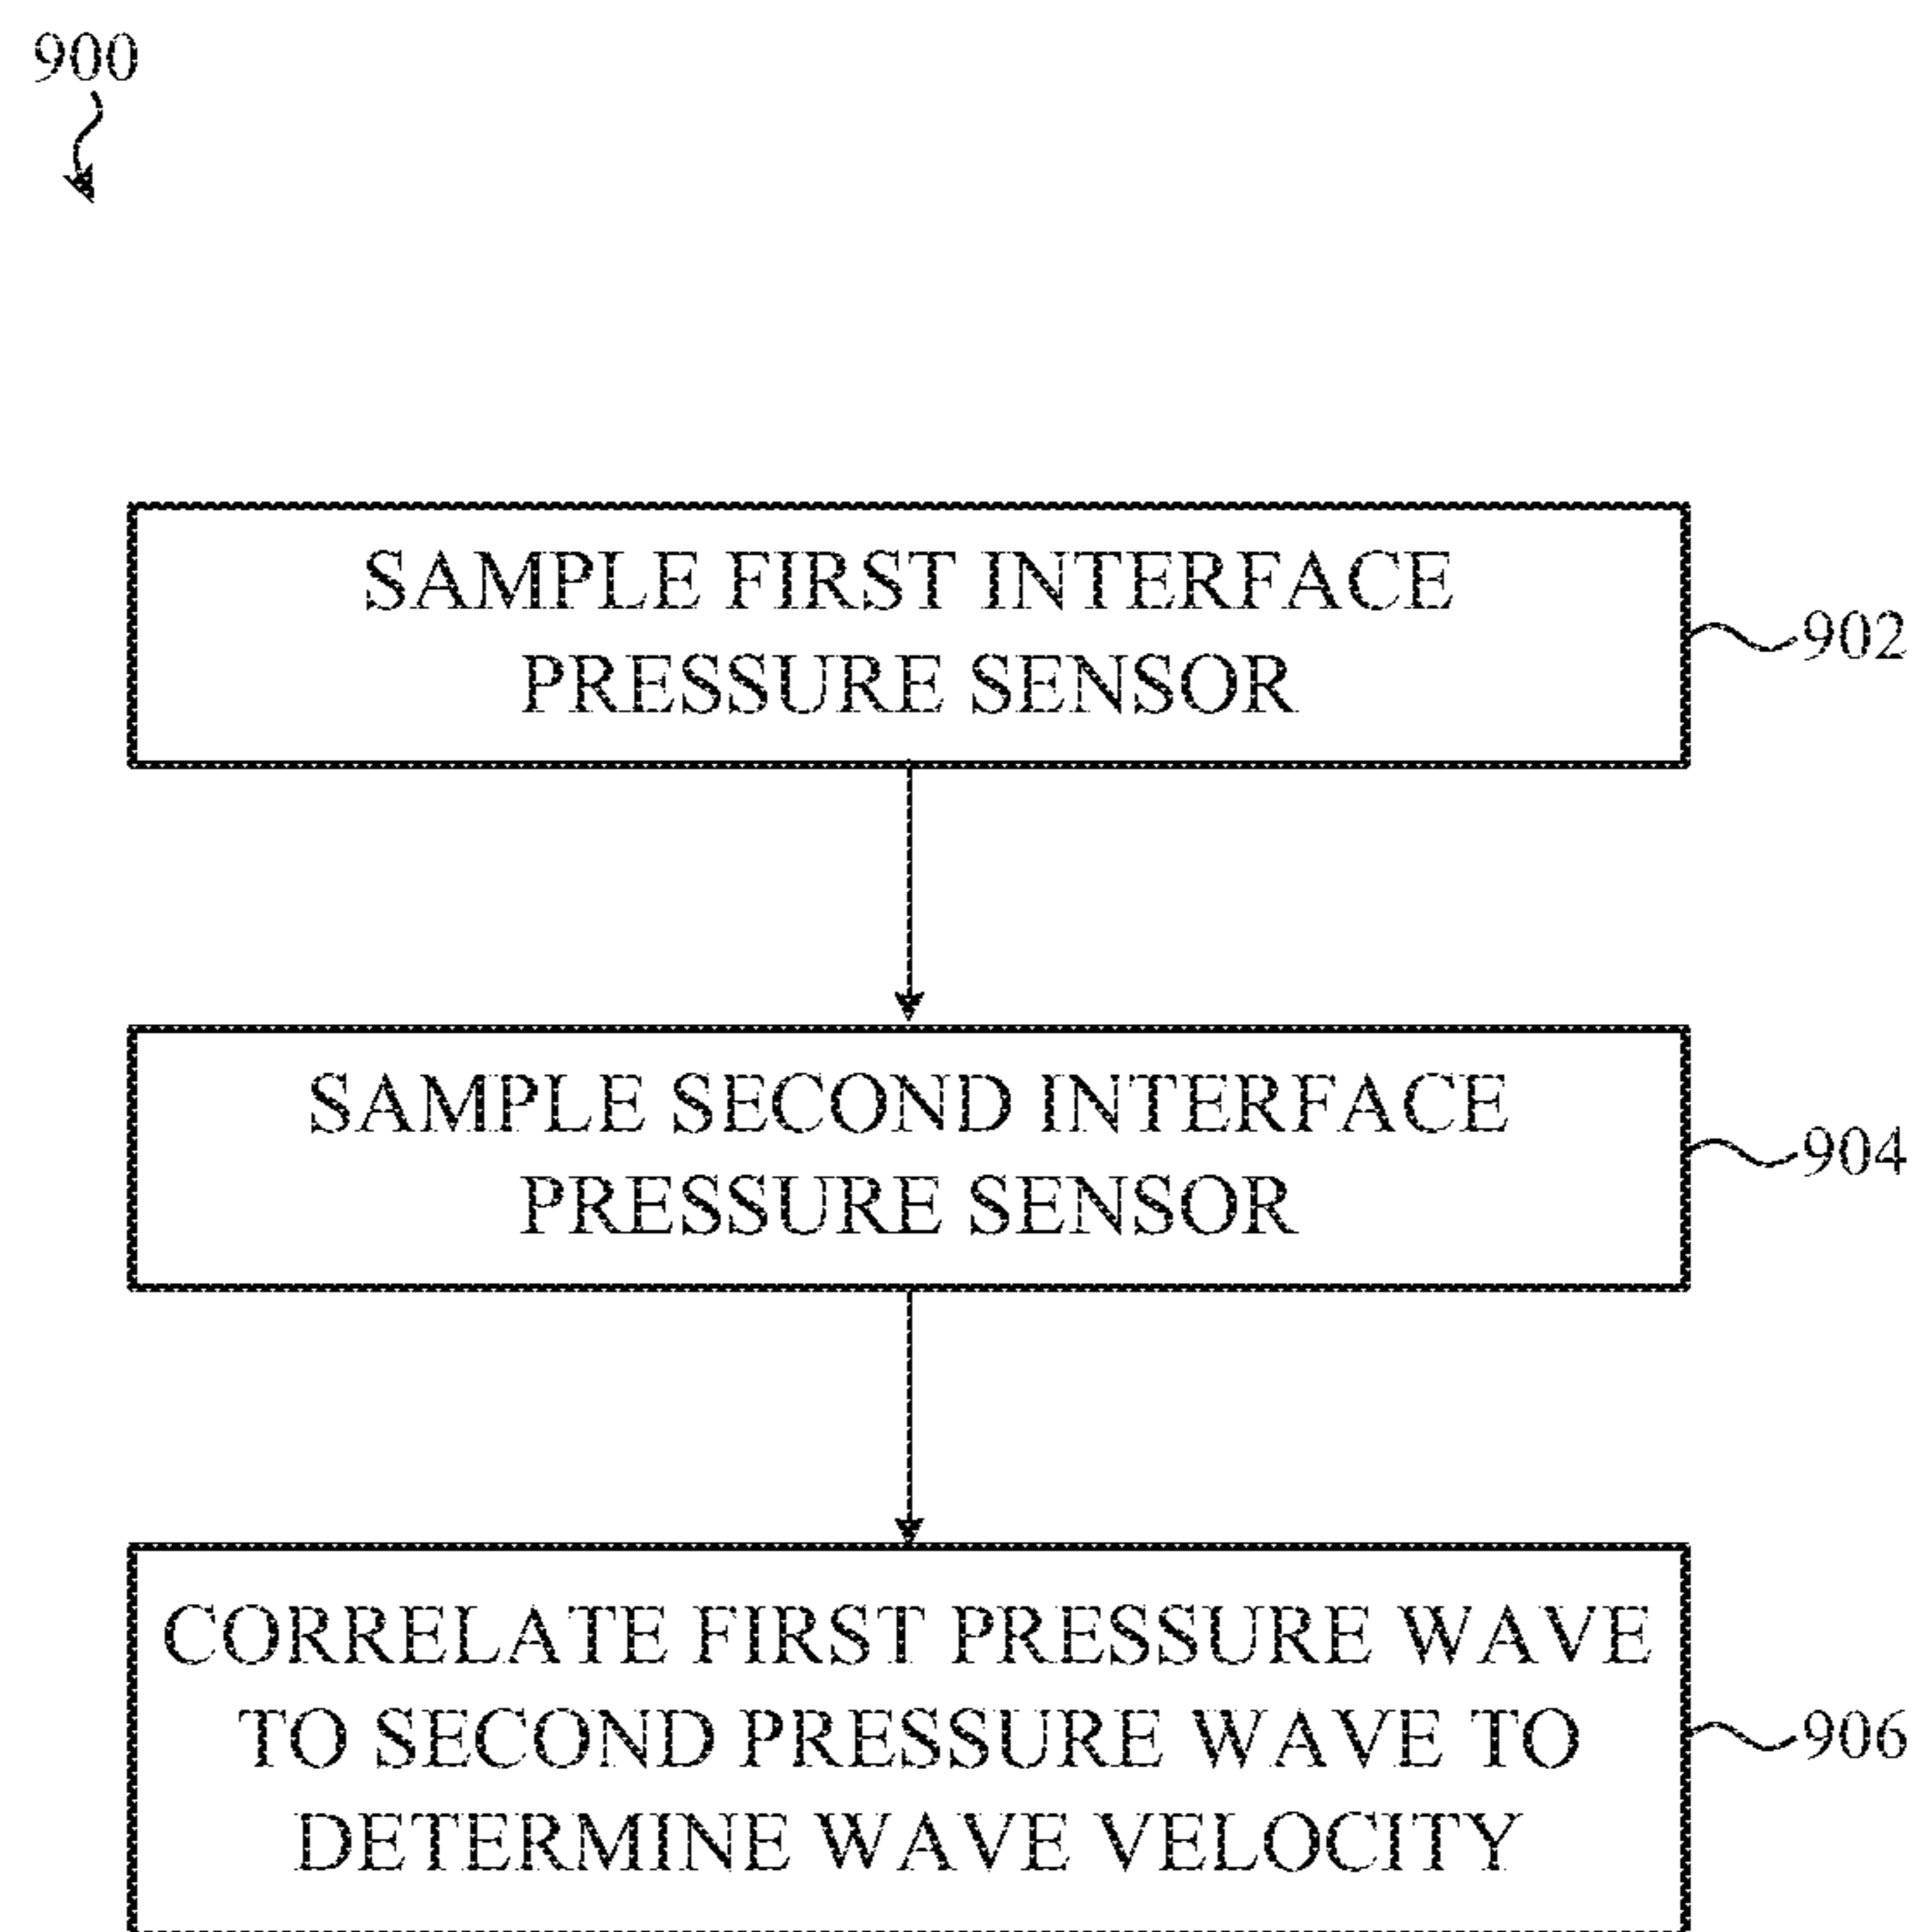 900
SAMPLE FIRST INTERFACE
PRESSURE SENSOR
902
SAMPLE SECOND INTERFACE
PRESSURE SENSOR
904
CORRELATE FIRST PRESSURE WAVE
TO SECOND PRESSURE WAVE TO
DETERMINE WAVE VELOCITY
906